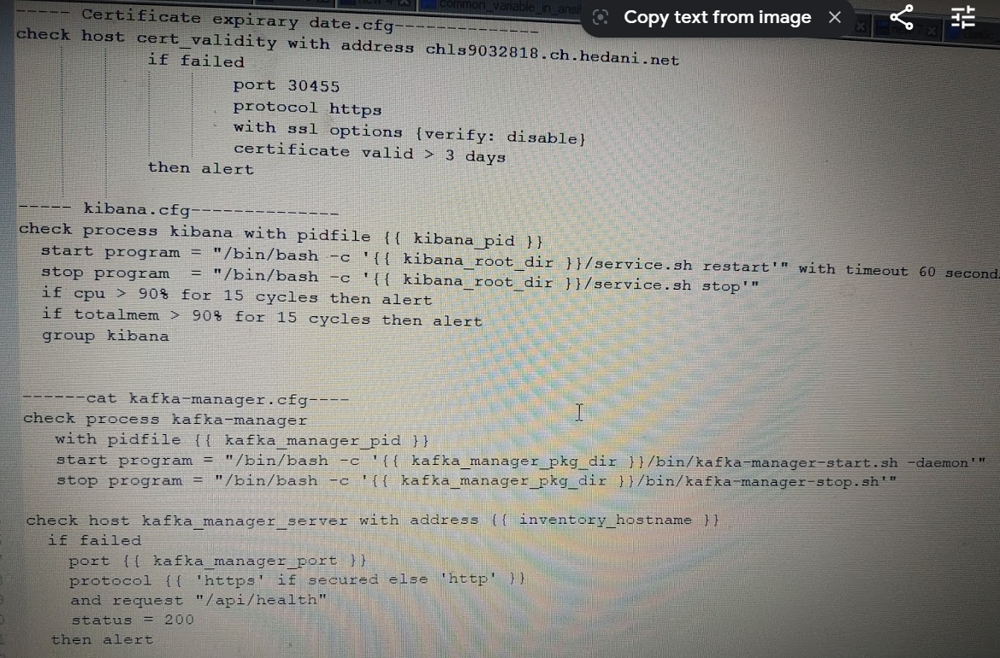 common_variable_in_ansi
Copy text from image
----- Certificate expirary date.cfg--------------
check host cert_validity with address chls9032818.ch.hedani.net
if failed
port 30455
protocol https
with ssl options {verify: disable}
certificate valid > 3 days
then alert
----- kibana.cfg--------------
check process kibana with pidfile {{ kibana_pid }}
start program = "/bin/bash -c '{{ kibana_root_dir }}/service.sh restart'" with timeout 60 second
stop program  = "/bin/bash -c '{{ kibana_root_dir }}/service.sh stop'"
if cpu > 90% for 15 cycles then alert
if totalmem > 90% for 15 cycles then alert
group kibana
------cat kafka-manager.cfg----
check process kafka-manager
with pidfile {{ kafka_manager_pid }}
start program = "/bin/bash -c '{{ kafka_manager_pkg_dir }}/bin/kafka-manager-start.sh -daemon'"
stop program = "/bin/bash -c '{{ kafka_manager_pkg_dir }}/bin/kafka-manager-stop.sh'"
check host kafka_manager_server with address {{ inventory_hostname }}
if failed
port {{ kafka_manager_port }}
protocol {{ 'https' if secured else 'http' }}
and request "/api/health"
status = 200
then alert